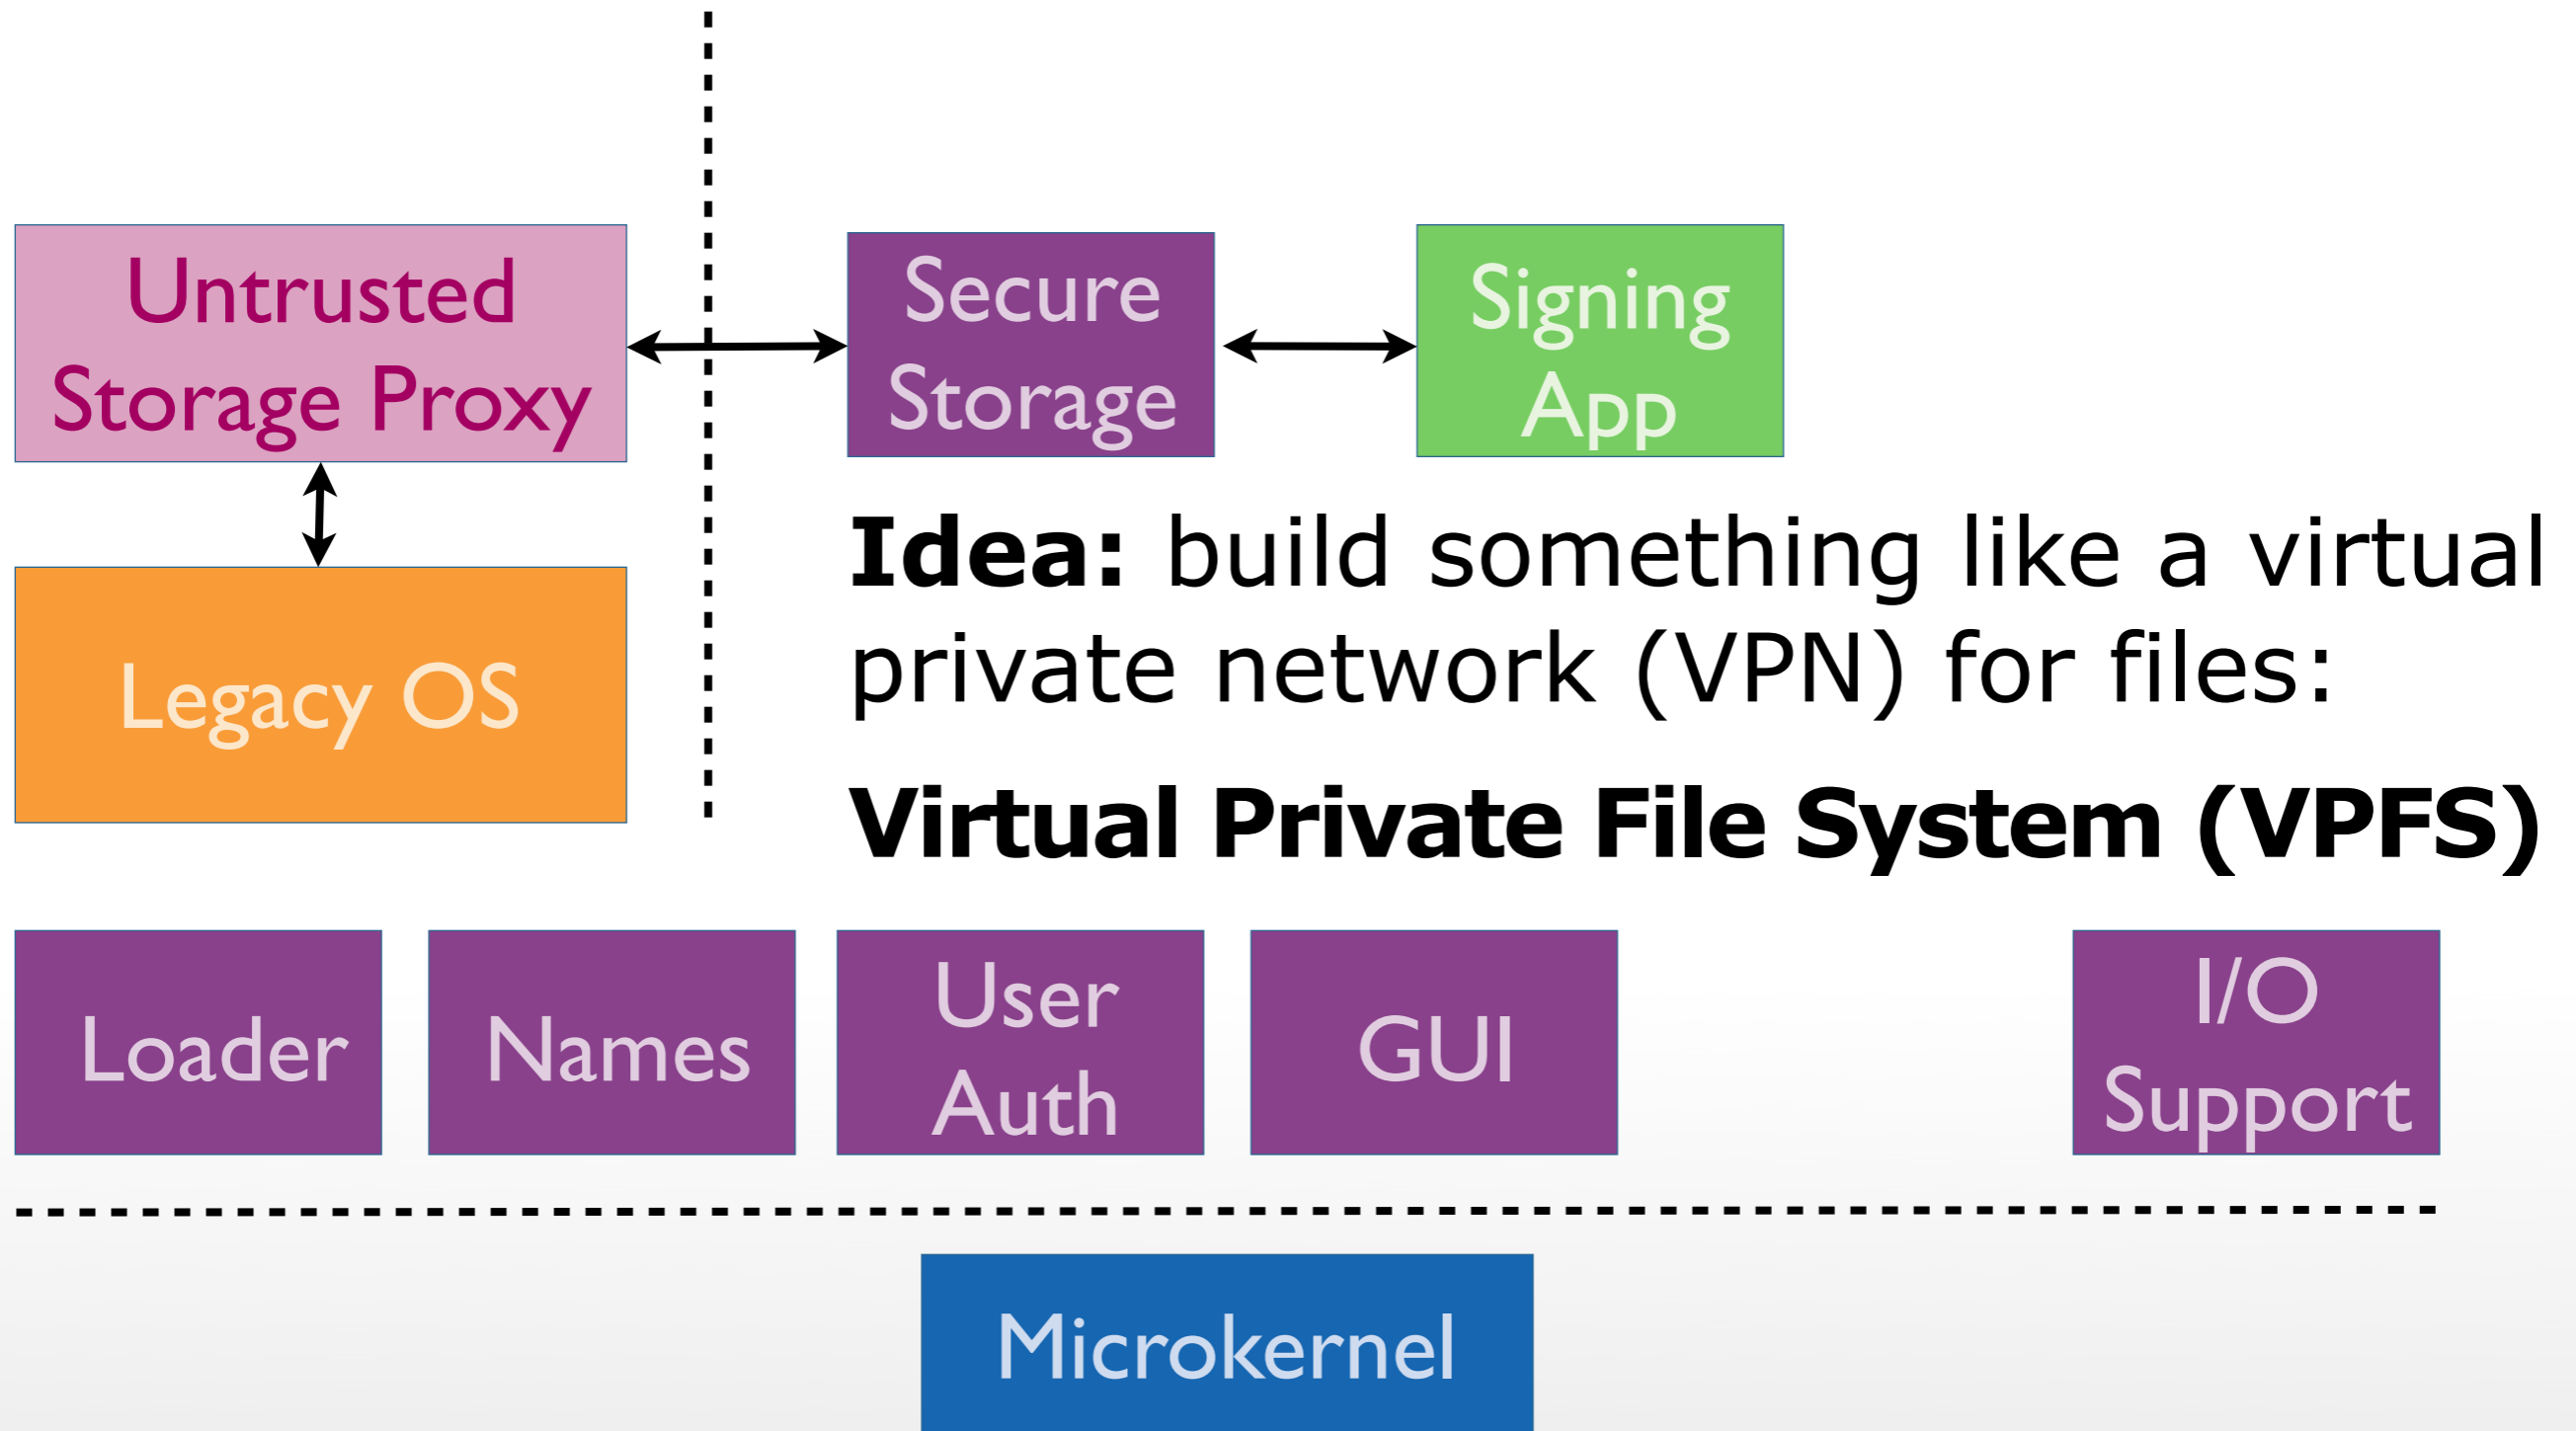 Untrusted
Storage Proxy
Secure
Storage
Signing
App
Legacy OS
Idea: build something like a virtual
private network (VPN) for files:
Virtual Private File System (VPFS)
Loader
Names
User
Auth
GUI
I/O
Support
Microkernel